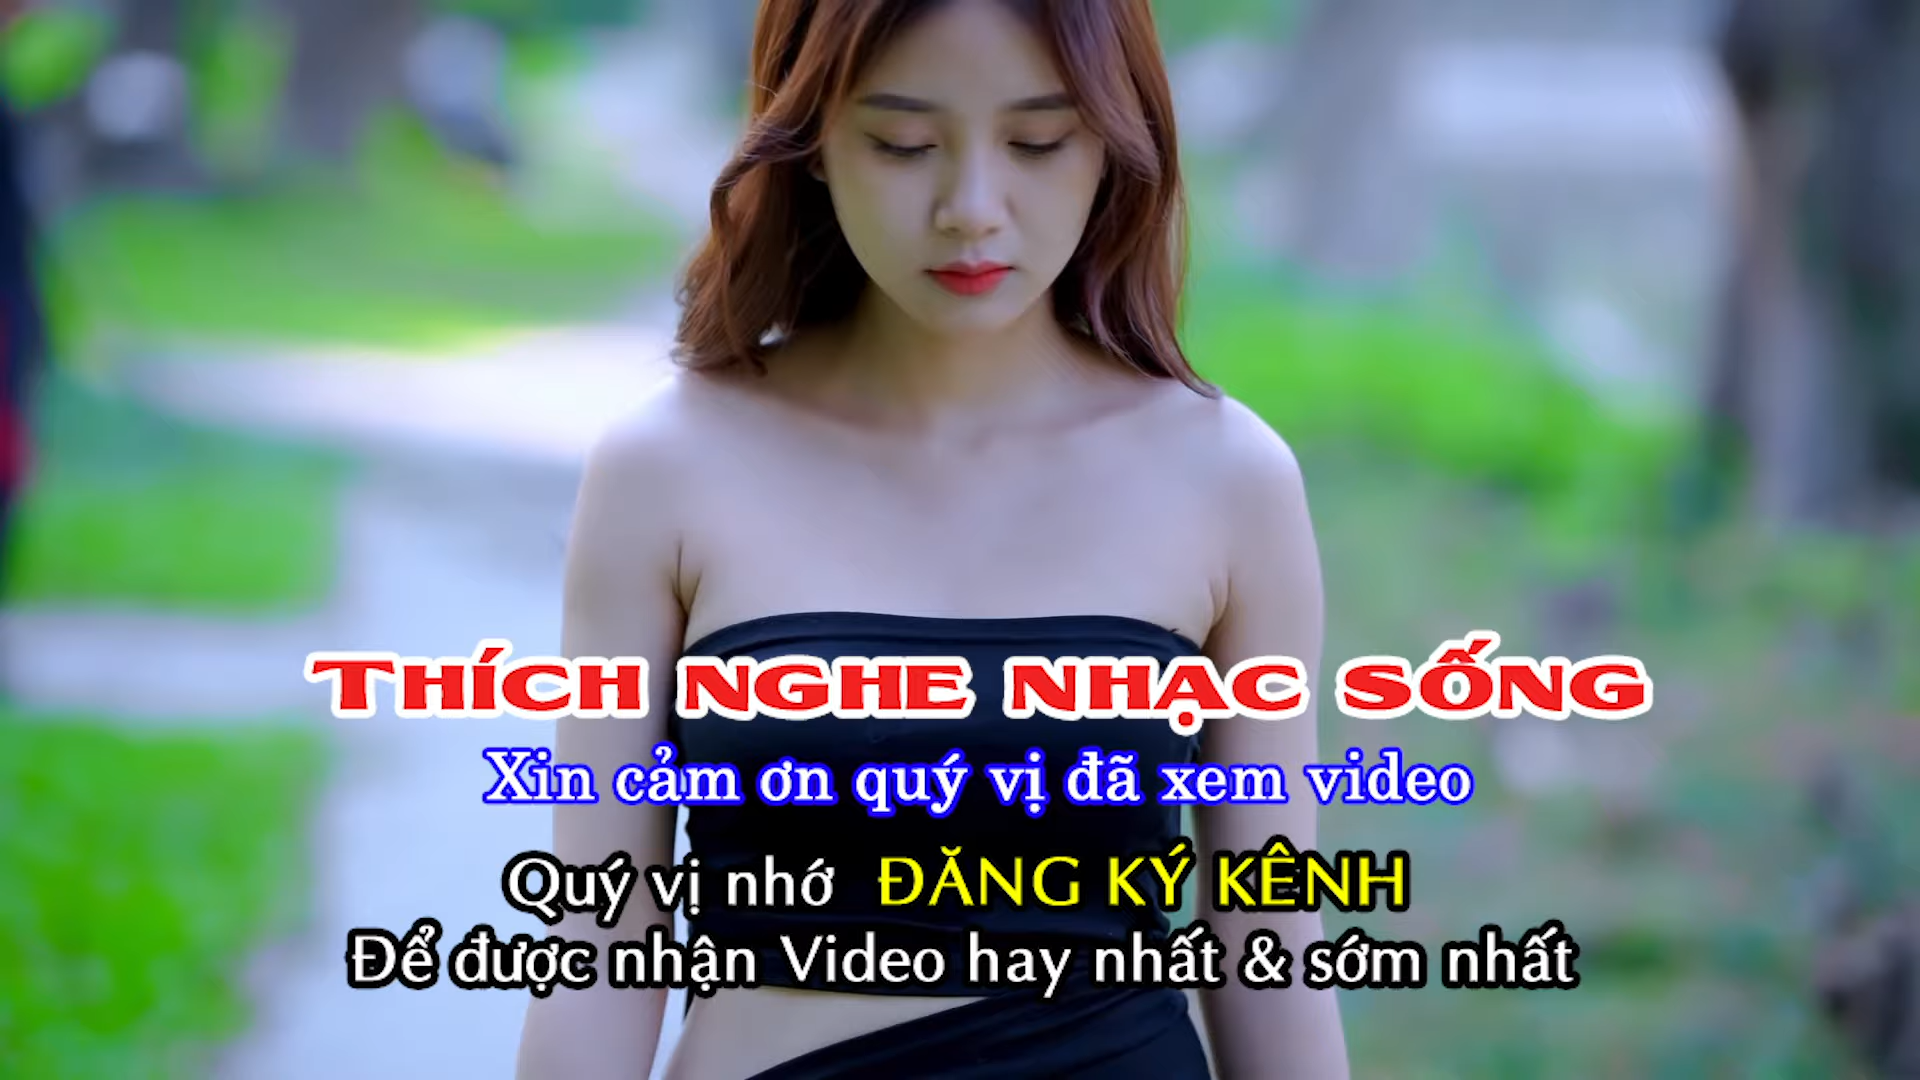 THÍCH NGHE NHẠC SỐNG
Xin cảm ơn quý vị đã xem video
Quý vị nhớ ĐĂNG KÝ KÊNH
Để được nhận Video hay nhất & sớm nhất